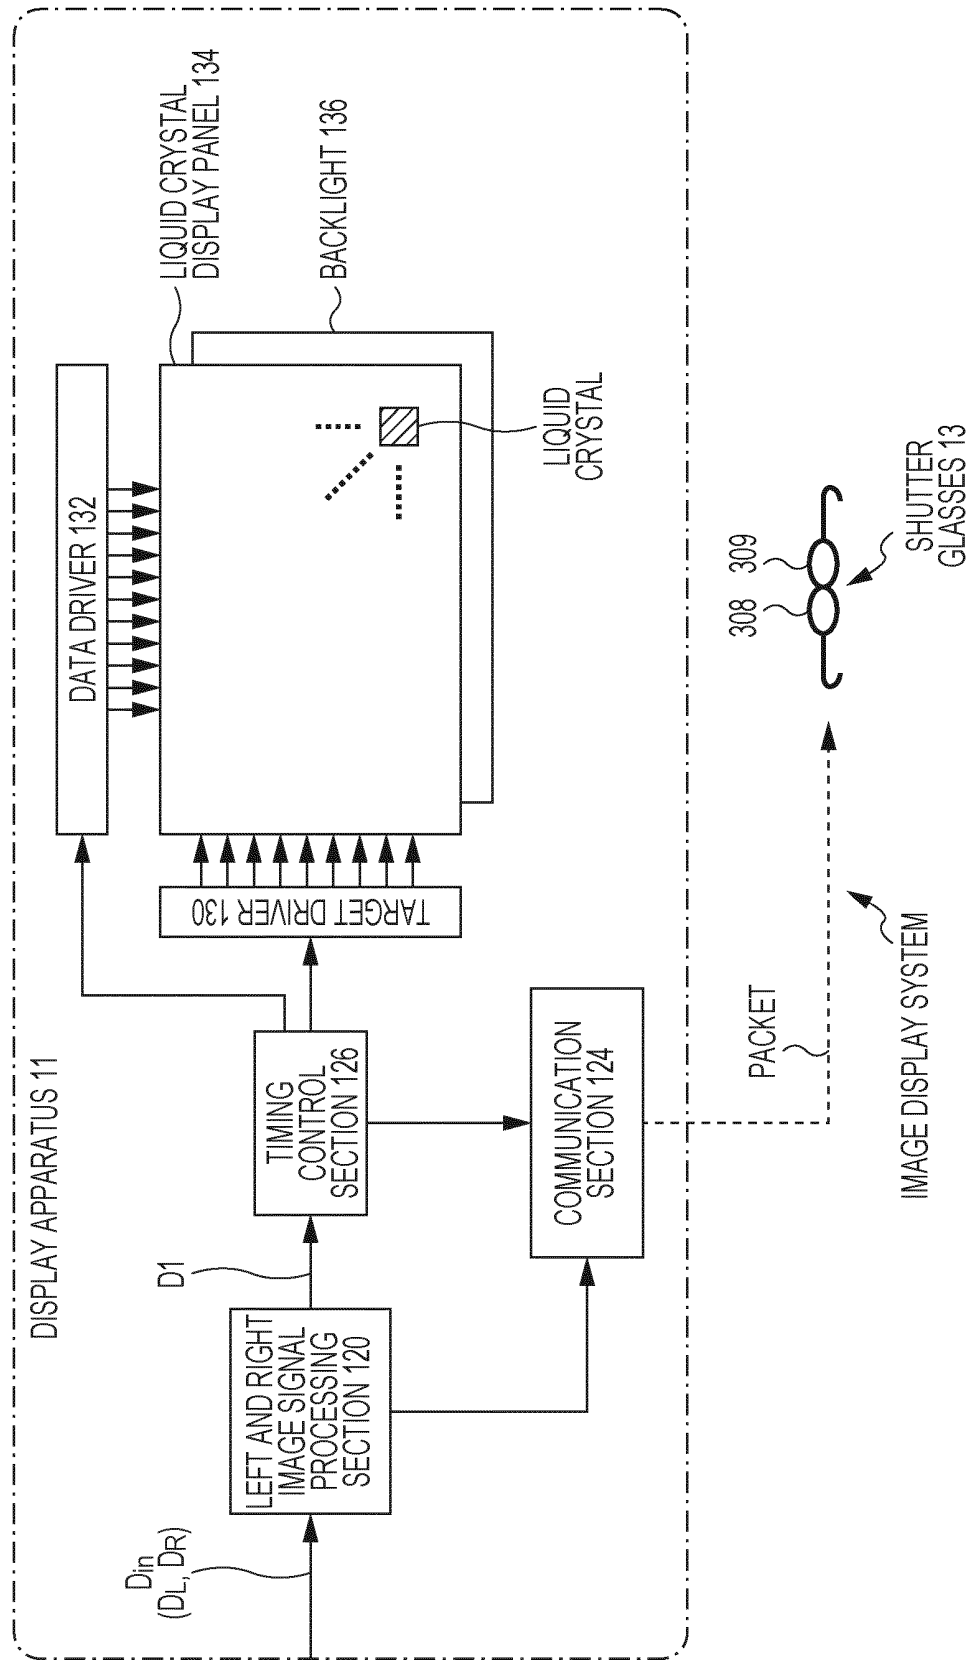 DISPLAY APPARATUS 11
Din
(DL, DR)
LEFT AND RIGHT
IMAGE SIGNAL
PROCESSING
SECTION 120
D1
TIMING
CONTROL
SECTION 126
COMMUNICATION
SECTION 124
TARGET DRIVER 130
DATA DRIVER 132
LIQUID CRYSTAL
DISPLAY PANEL 134
BACKLIGHT 136
LIQUID
CRYSTAL
PACKET
308
309
SHUTTER
GLASSES 13
IMAGE DISPLAY SYSTEM